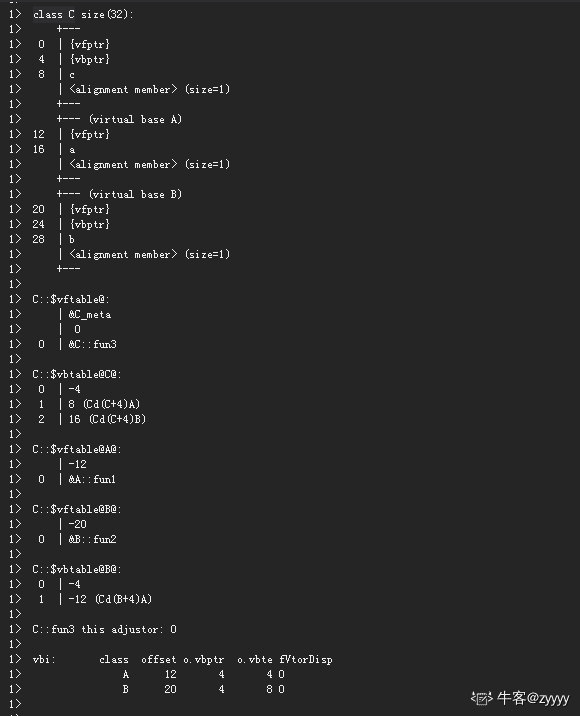 1> class C size(32):
1>     +---
1>  0  | {vfptr}
1>  4  | {vbptr}
1>  8  | c
1>     | <alignment member> (size=1)
1>     +---
1>     +--- (virtual base A)
1> 12  | {vfptr}
1> 16  | a
1>     | <alignment member> (size=1)
1>     +---
1>     +--- (virtual base B)
1> 20  | {vfptr}
1> 24  | {vbptr}
1> 28  | b
1>     | <alignment member> (size=1)
1>     +---
1>
1> C::$vftable@:
1>     | &C_meta
1>     |  0
1>  0  | &C::fun3
1>
1> C::$vbtable@C@:
1>  0  | -4
1>  1  | 8 (Cd(C+4)A)
1>  2  | 16 (Cd(C+4)B)
1>
1> C::$vftable@A@:
1>     | -12
1>  0  | &A::fun1
1>
1> C::$vftable@B@:
1>     | -20
1>  0  | &B::fun2
1>
1> C::$vbtable@B@:
1>  0  | -4
1>  1  | -12 (Cd(B+4)A)
1>
1> C::fun3 this adjustor: 0
1>
1> vbi:       class  offset o.vbptr  o.vbte fVtorDisp
1>                A      12       4       4 0
1>                B      20       4       8 0
1>
牛客@zyyyy